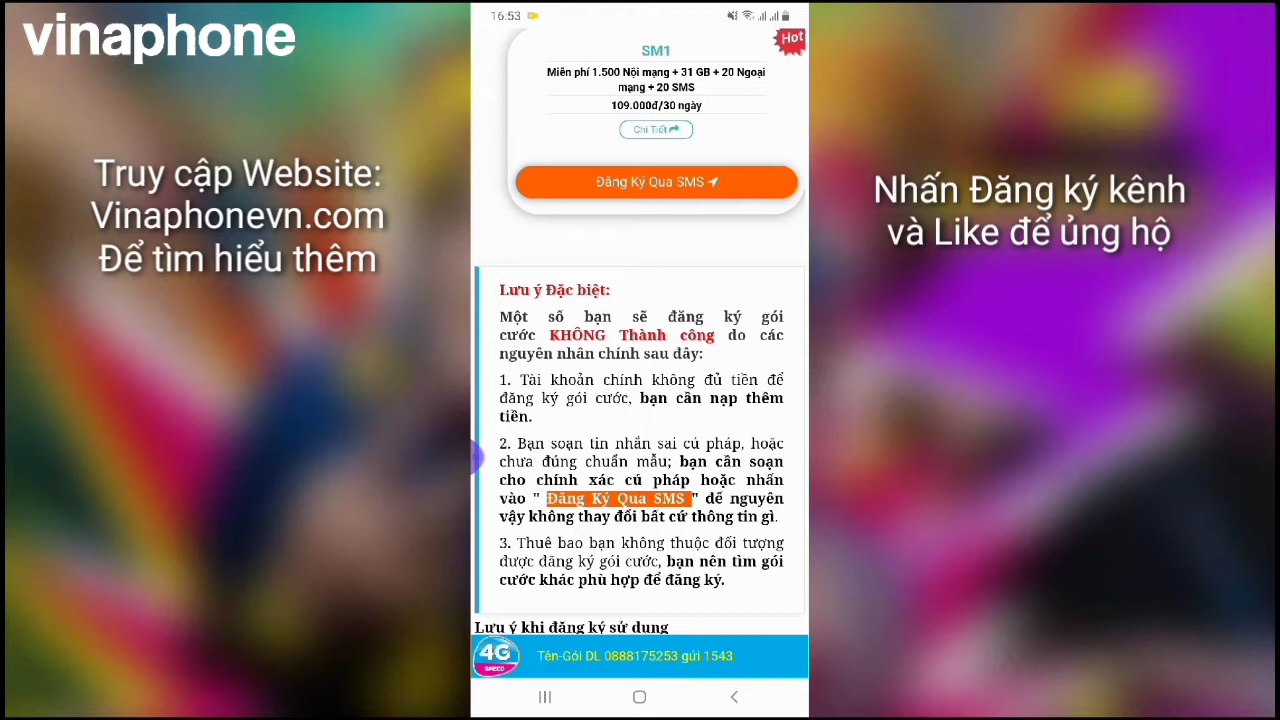 vinaphone
Truy cập Website:
Vinaphonevn.com
Để tìm hiểu thêm
16:53
Hot
SM1
Miễn phí 1.500 Nội mạng + 31 GB + 20 Ngoại
mạng + 20 SMS
109.000đ/30 ngày
Chi Tiết
Đăng Ký Qua SMS
Lưu ý Đặc biệt:
Một số bạn sẽ đăng ký gói
cước KHÔNG Thành công do các
nguyên nhân chính sau đây:
1. Tài khoản chính không đủ tiền để
đăng ký gói cước, bạn cần nạp thêm
tiền.
2. Bạn soạn tin nhắn sai cú pháp, hoặc
chưa đúng chuẩn mẫu; bạn cần soạn
cho chính xác cú pháp hoặc nhấn
vào " Đăng Ký Qua SMS " để nguyên
vậy không thay đổi bất cứ thông tin gì.
3. Thuê bao bạn không thuộc đối tượng
được đăng ký gói cước, bạn nên tìm gói
cước khác phù hợp để đăng ký.
Lưu ý khi đăng ký sử dụng
4G
SPEED
Tên-Gói DL 0888175253 gửi 1543
Nhấn Đăng ký kênh
và Like để ủng hộ